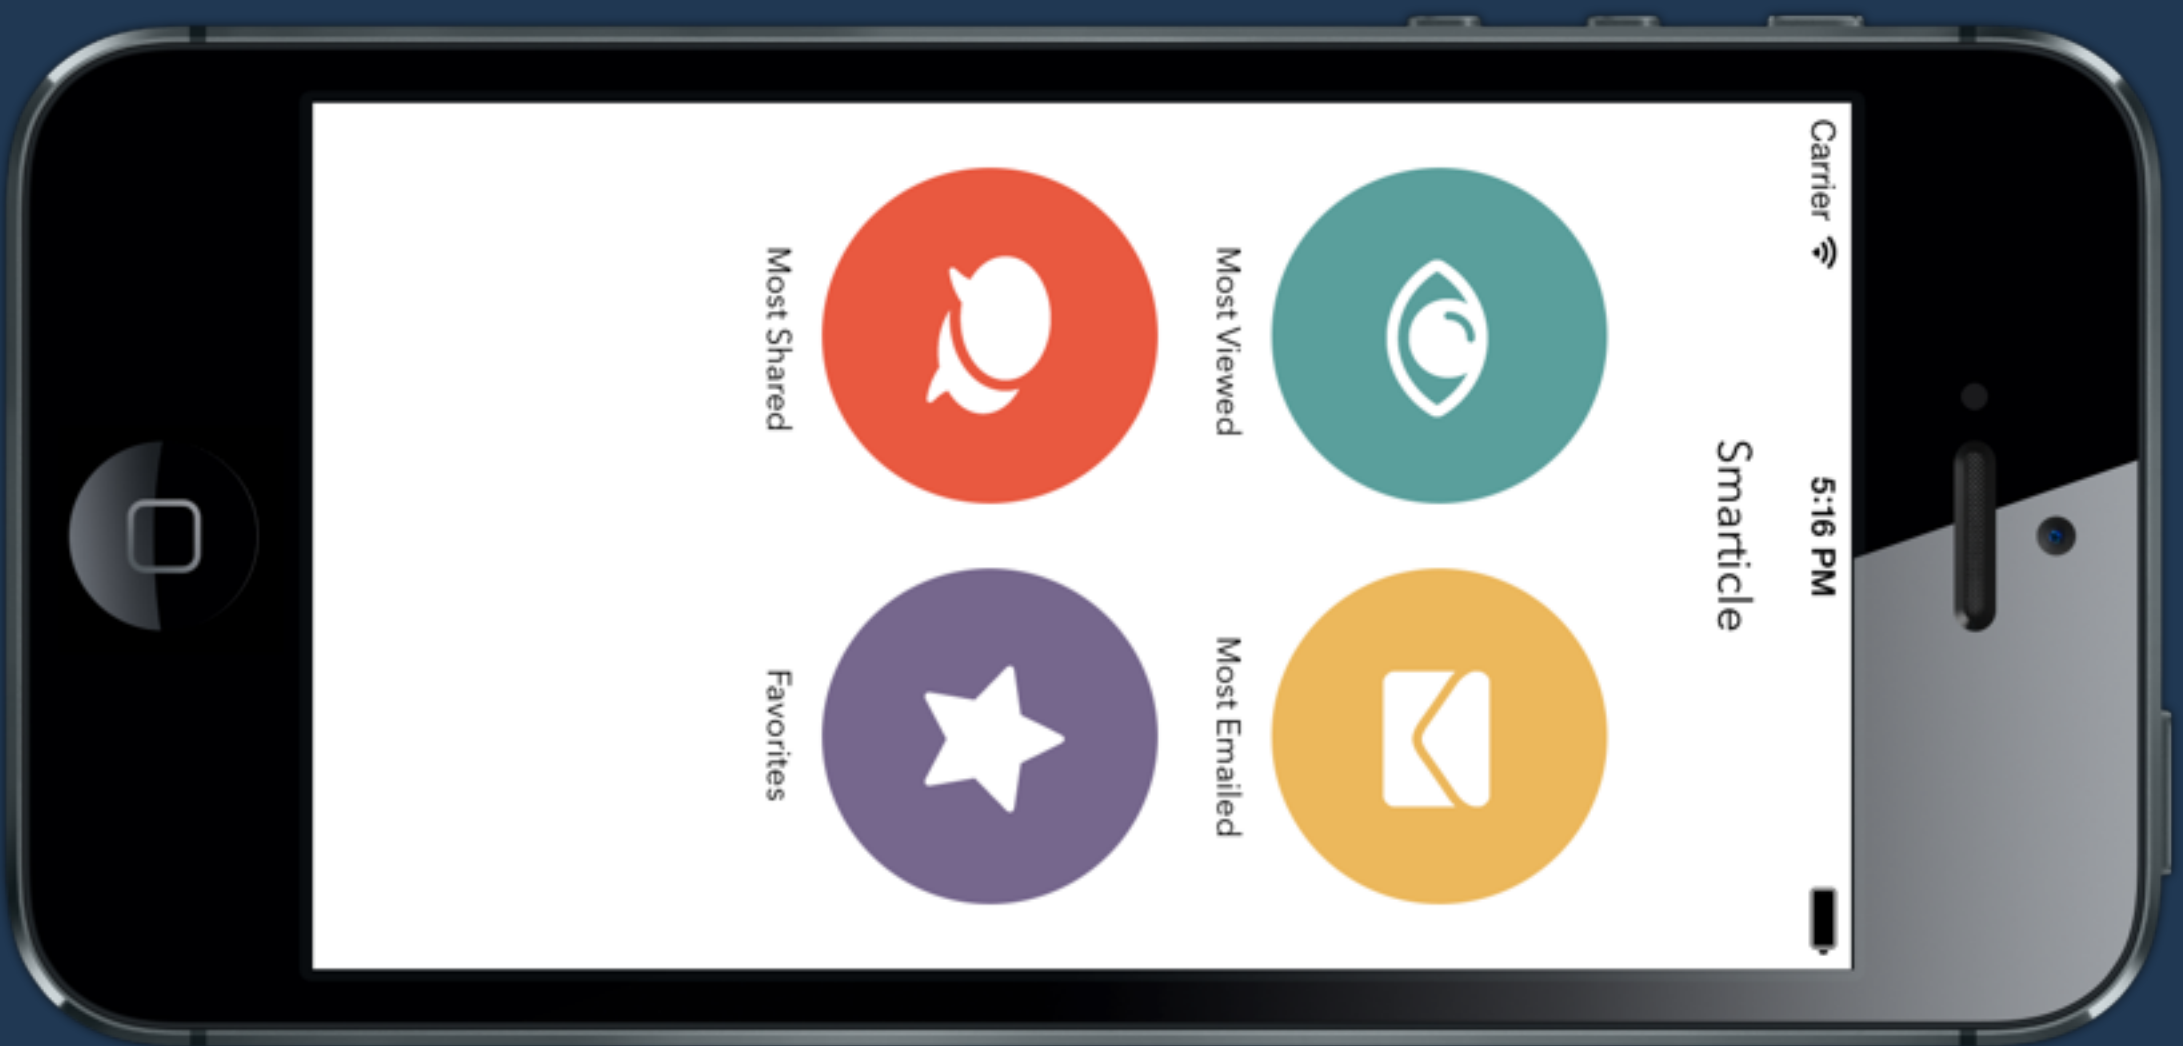 Carrier 5:16 PM
Smarticle
Most Viewed Most Emailed
Most Shared Favorites